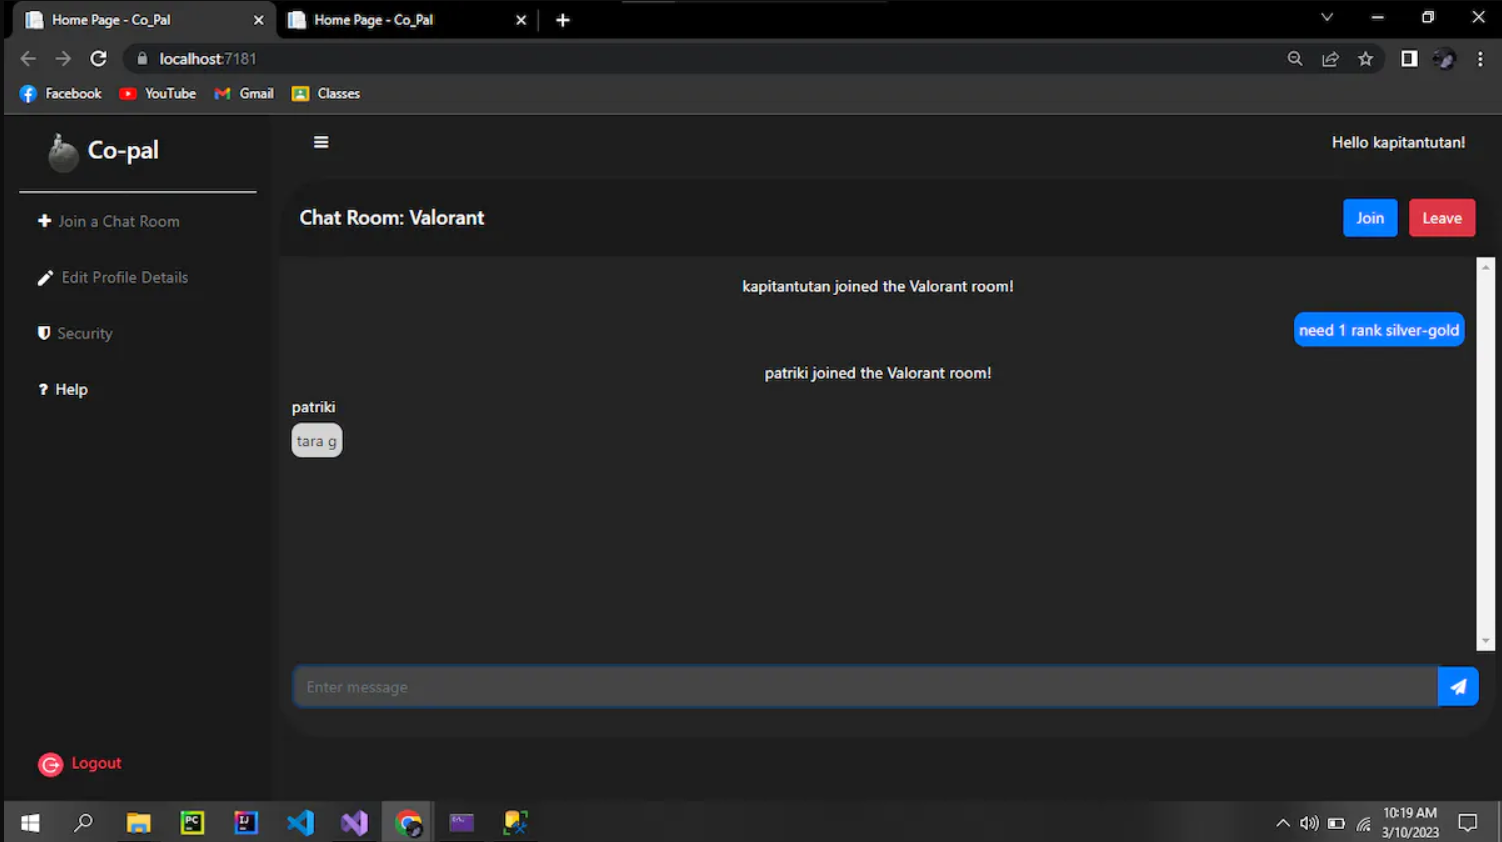 Home Page - Co_Pal
Home Page - Co_Pal
localhost:7181
Facebook
YouTube
Gmail
Classes
Co-pal
Hello kapitantutan!
Join a Chat Room
Edit Profile Details
Security
? Help
Logout
Chat Room: Valorant
Join
Leave
kapitantutan joined the Valorant room!
need 1 rank silver-gold
patriki joined the Valorant room!
patriki
tara g
Enter message
PC
IJ
10:19 AM
3/10/2023